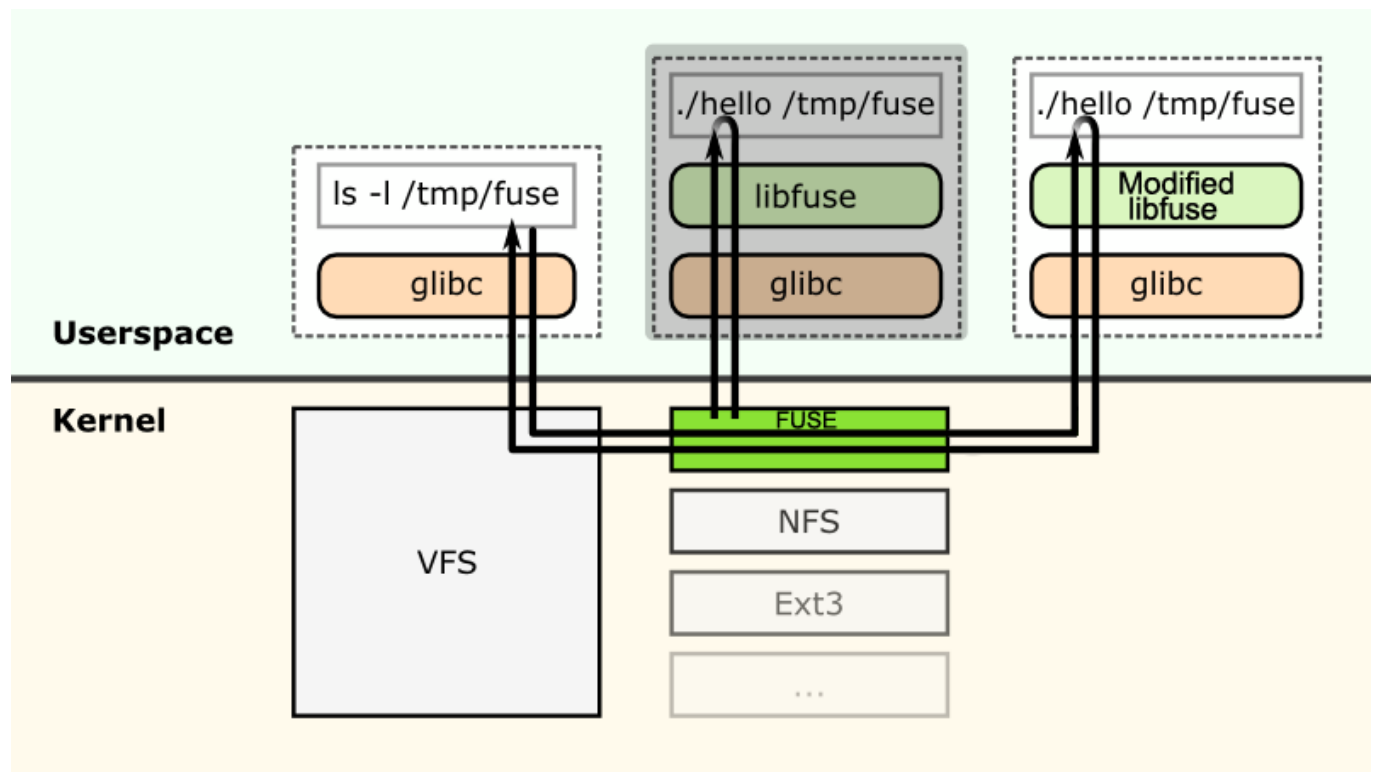 ./hello /tmp/fuse
./hello /tmp/fuse
ls -l /tmp/fuse
libfuse
Modified
libfuse
glibc
glibc
glibc
Userspace
Kernel
FUSE
NFS
VFS
Ext3
...